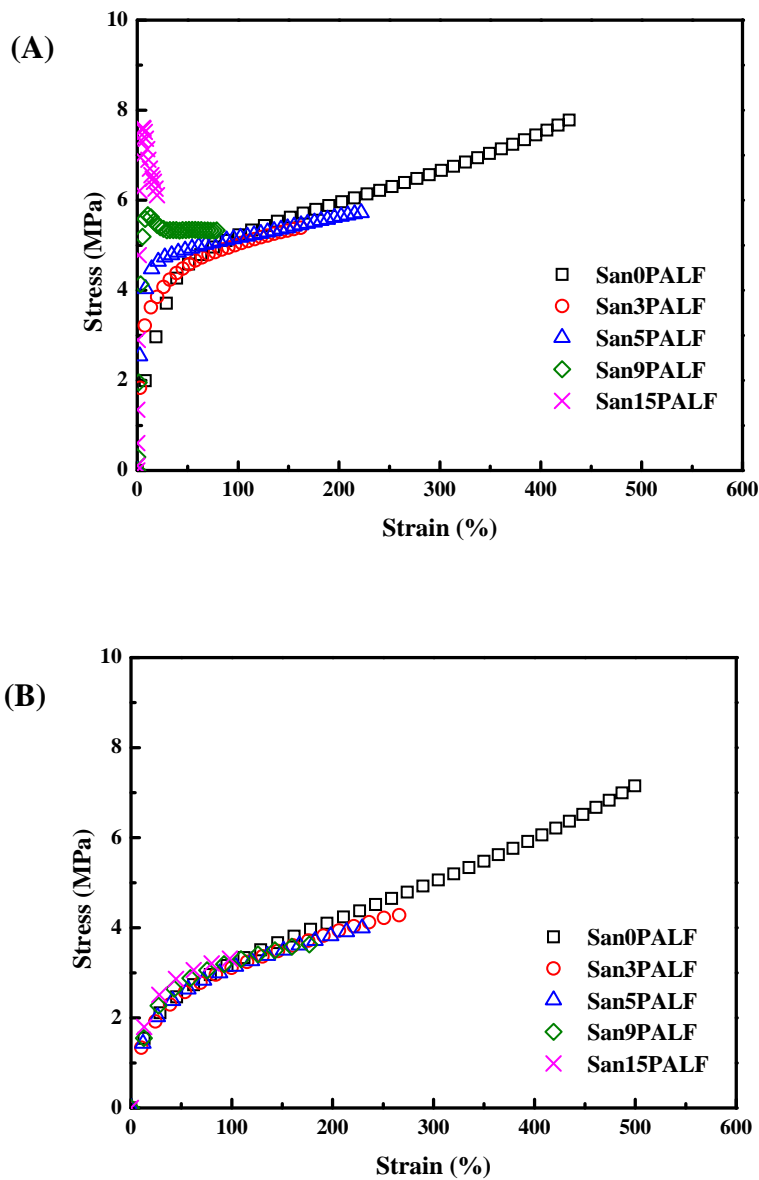 (A)
10
8
6
4
2
0
Stress (MPa)
San0PALF
San3PALF
San5PALF
San9PALF
San15PALF
0 100 200 300 400 500 600
Strain (%)
(B)
10
8
6
4
2
0
Stress (MPa)
San0PALF
San3PALF
San5PALF
San9PALF
San15PALF
0 100 200 300 400 500 600
Strain (%)